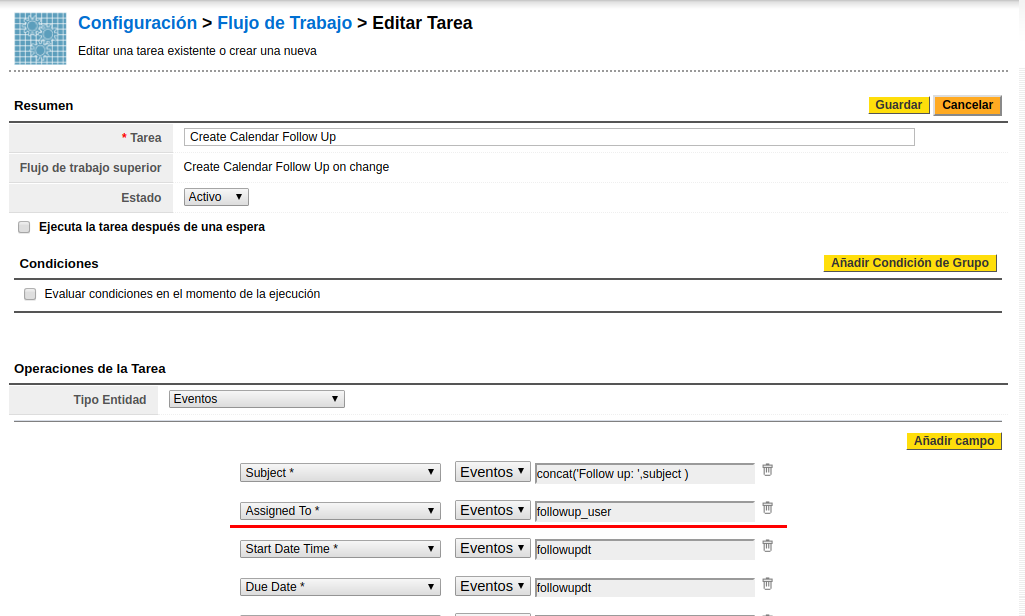 Configuración > Flujo de Trabajo > Editar Tarea
Editar una tarea existente o crear una nueva
Resumen Guardar Cancelar
* Tarea Create Calendar Follow Up
Flujo de trabajo superior Create Calendar Follow Up on change
Estado Activo
Ejecuta la tarea después de una espera
Condiciones Añadir Condición de Grupo
Evaluar condiciones en el momento de la ejecución
Operaciones de la Tarea
Tipo Entidad Eventos
Añadir campo
Subject * Eventos concat('Follow up: ',subject )
Assigned To * Eventos followup_user
Start Date Time * Eventos followupdt
Due Date * Eventos followupdt